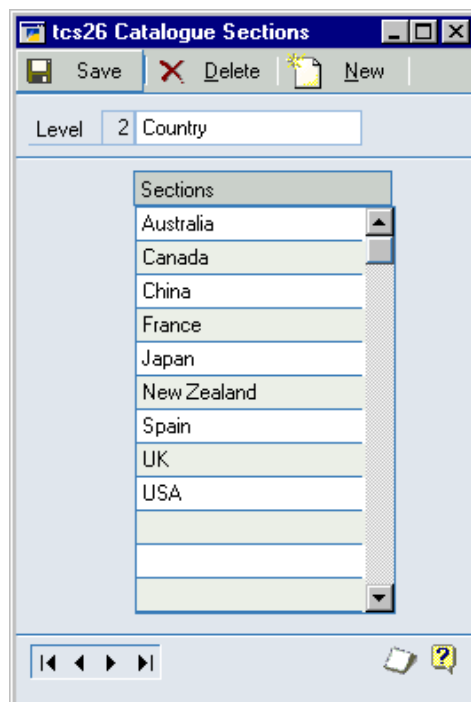 tcs26 Catalogue Sections
Save Delete New
Level 2 Country
Sections
Australia
Canada
China
France
Japan
New Zealand
Spain
UK
USA